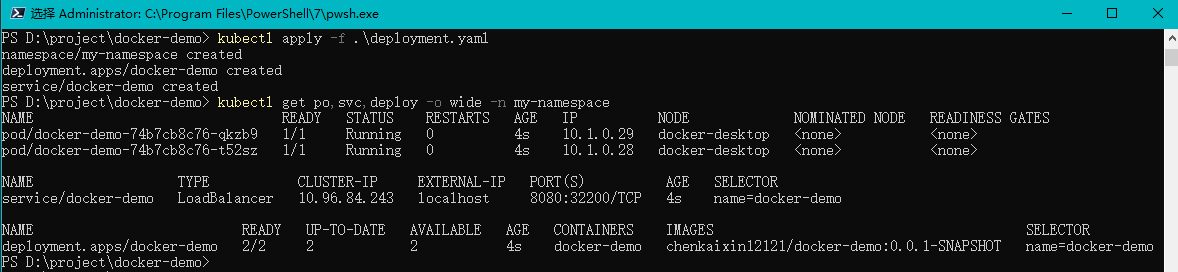 选择 Administrator: C:\Program Files\PowerShell\7\pwsh.exe
PS D:\project\docker-demo> kubectl apply -f .\deployment.yaml
namespace/my-namespace created
deployment.apps/docker-demo created
service/docker-demo created
PS D:\project\docker-demo> kubectl get po,svc,deploy -o wide -n my-namespace
NAME READY STATUS RESTARTS AGE IP NODE NOMINATED NODE READINESS GATES
pod/docker-demo-74b7cb8c76-qkzb9 1/1 Running 0 4s 10.1.0.29 docker-desktop <none> <none>
pod/docker-demo-74b7cb8c76-t52sz 1/1 Running 0 4s 10.1.0.28 docker-desktop <none> <none>
NAME TYPE CLUSTER-IP EXTERNAL-IP PORT(S) AGE SELECTOR
service/docker-demo LoadBalancer 10.96.84.243 localhost 8080:32200/TCP 4s name=docker-demo
NAME READY UP-TO-DATE AVAILABLE AGE CONTAINERS IMAGES SELECTOR
deployment.apps/docker-demo 2/2 2 2 4s docker-demo chenkaixin12121/docker-demo:0.0.1-SNAPSHOT name=docker-demo
PS D:\project\docker-demo>